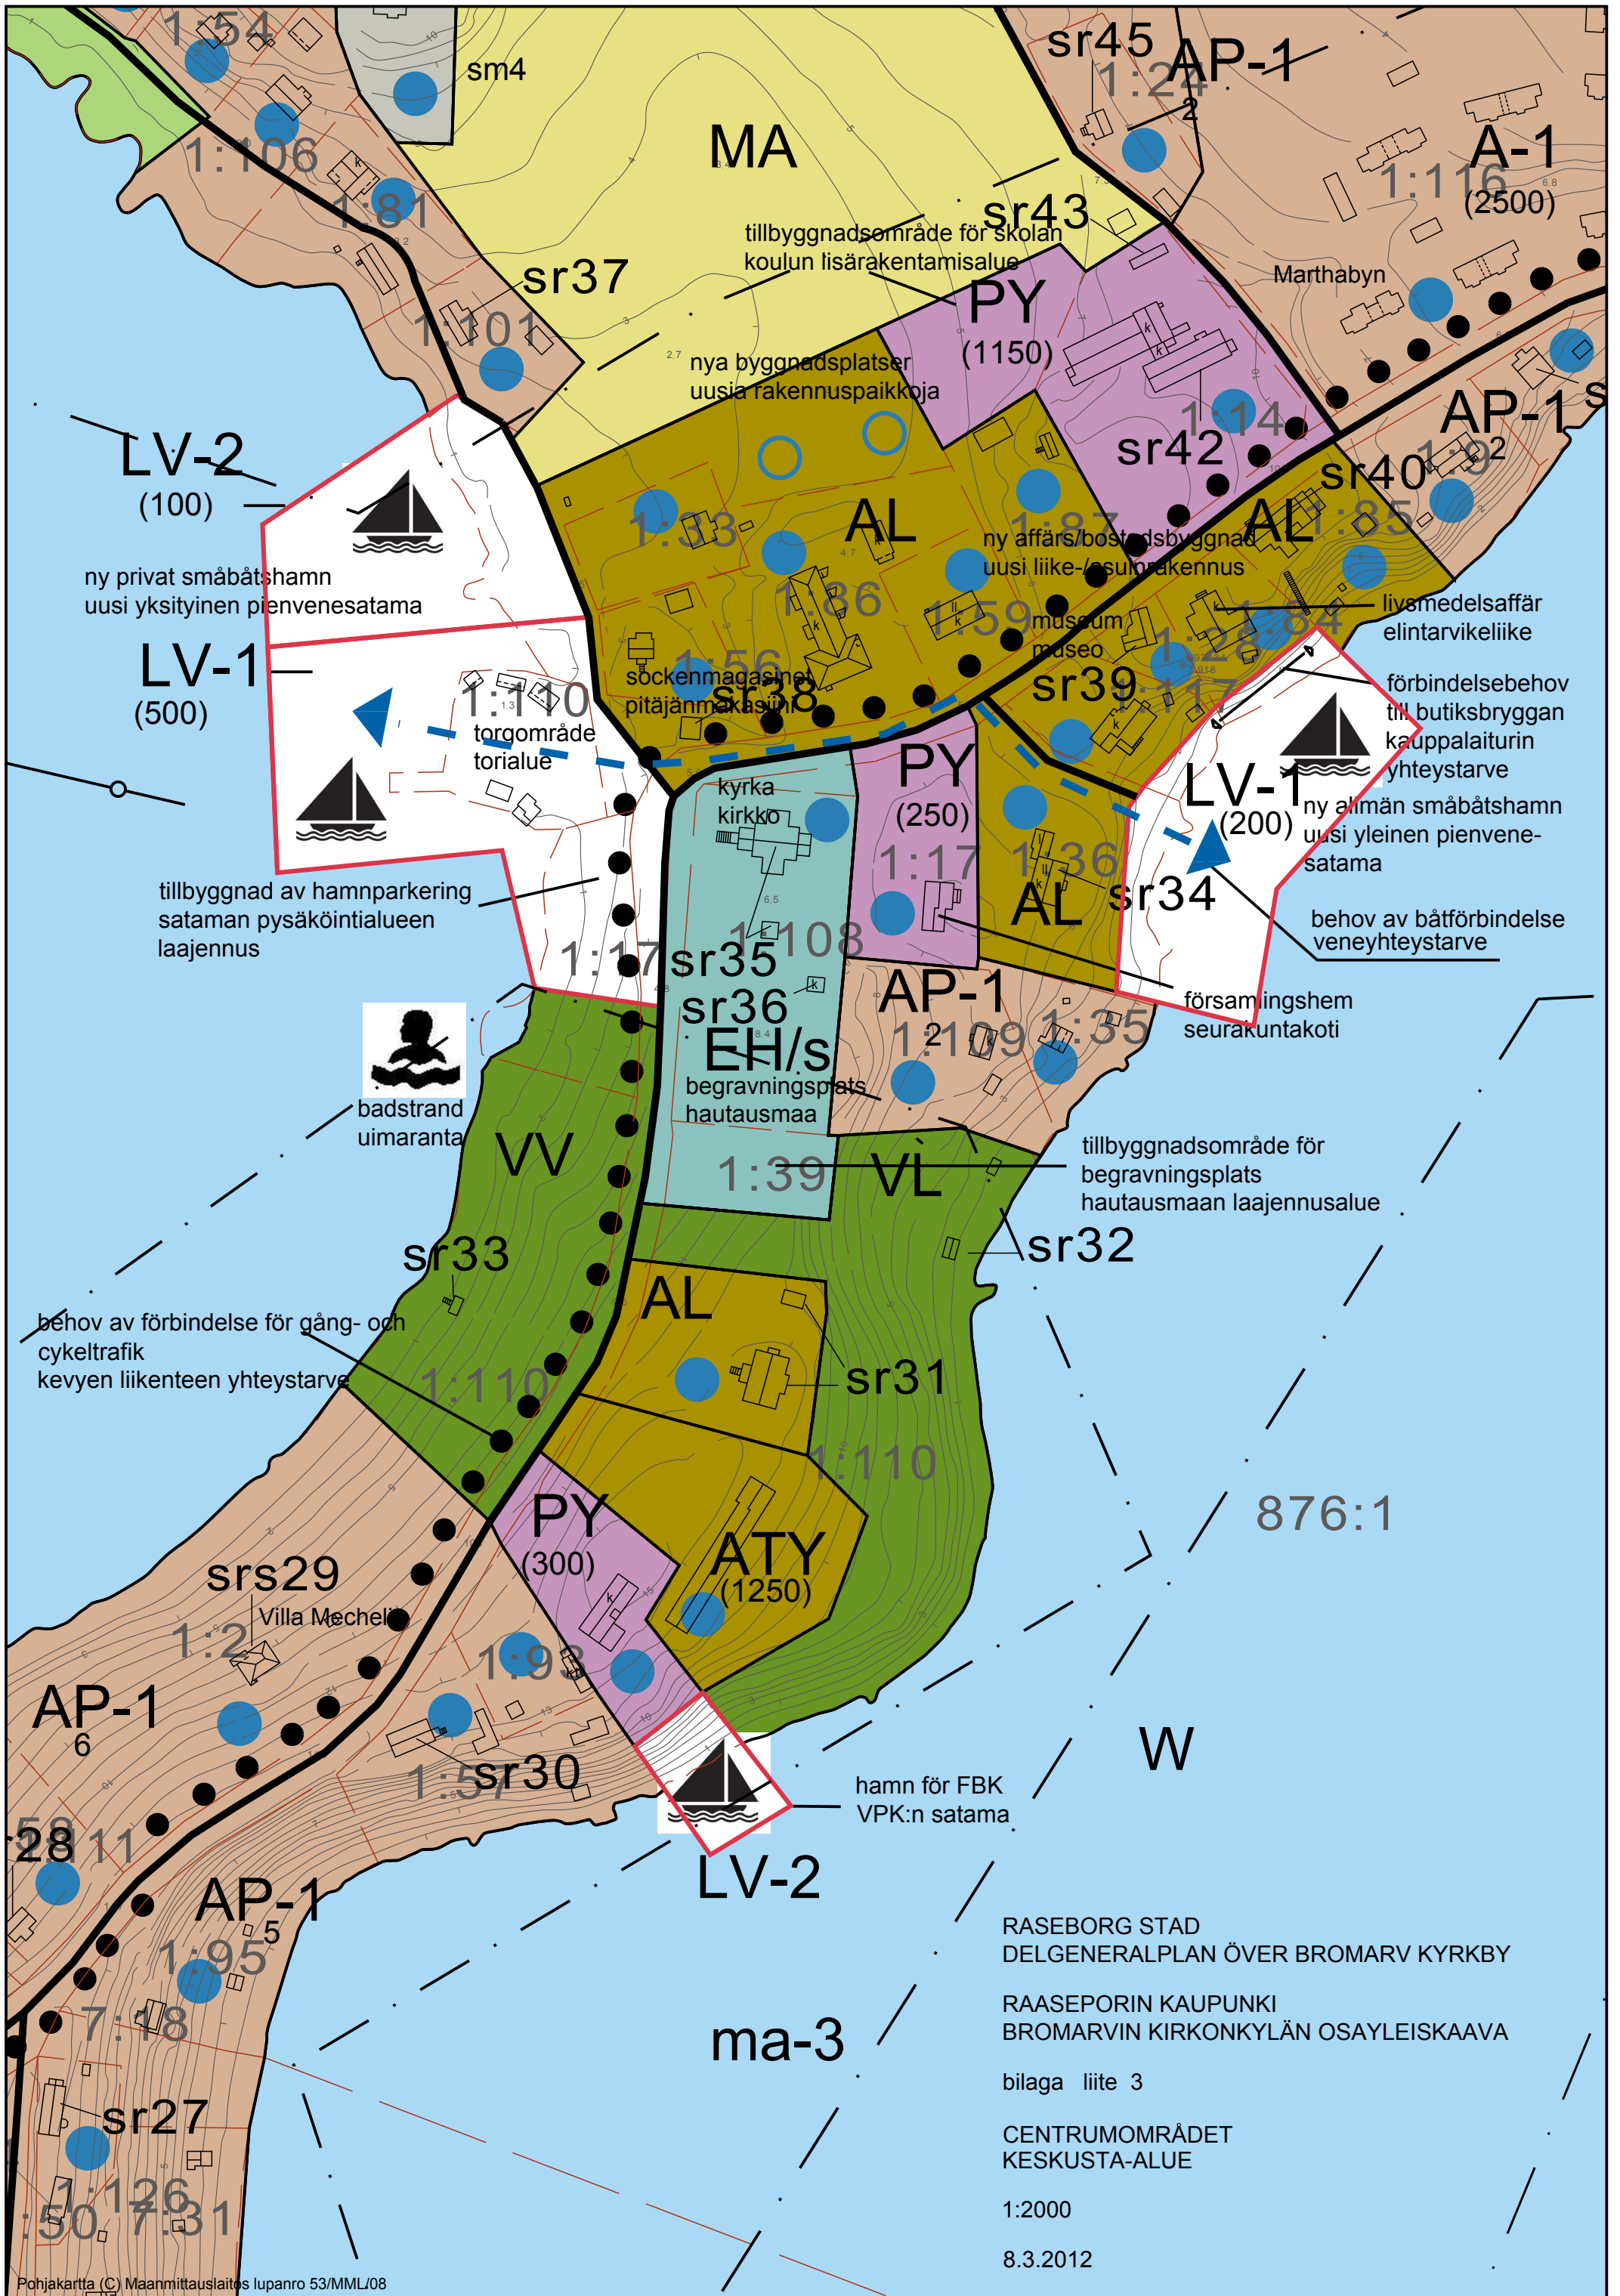 1:54
sm4
sr45
AP-1
1:24
2
MA
A-1
1:116
(2500)
1:106
1:81
sr43
tillbyggnadsområde för skolan
koulun lisärakentamisalue
sr37
Marthabyn
PY
(1150)
1:101
nya byggnadsplatser
uusia rakennuspaikkoja
1:14
AP-1
2
1:9
sr42
sr40
LV-2
(100)
1:33
AL
1:87
AL
1:85
ny affärs/bostadsbyggnad
uusi liike-/asuinrakennus
ny privat småbåtshamn
uusi yksityinen pienvenesatama
1:86
1:59
museum
museo
1:28
1:84
livsmedelsaffär
elintarvikeliike
LV-1
(500)
1:56
sockenmagasinet
pitäjänmakasiini
sr38
sr39
1:117
förbindelsebehov
till butiksbryggan
kauppalaiturin
yhteystarve
1:110
torgområde
torialue
kyrka
kirkko
PY
(250)
LV-1
(200)
ny allmän småbåtshamn
uusi yleinen pienvene-
satama
1:17
1:36
AL
sr34
tillbyggnad av hamnparkering
sataman pysäköintialueen
laajennus
behov av båtförbindelse
veneyhteystarve
1:17
sr35
1:108
sr36
AP-1
2
1:109
1:35
församlingshem
seurakuntakoti
EH/s
begravningsplats
hautausmaa
badstrand
uimaranta
VV
1:39
VL
tillbyggnadsområde för
begravningsplats
hautausmaan laajennusalue
sr33
sr32
AL
behov av förbindelse för gång- och
cykeltrafik
kevyen liikenteen yhteystarve
1:110
sr31
1:110
876:1
PY
(300)
ATY
(1250)
srs29
Villa Mechelin
1:2
1:93
AP-1
6
sr30
1:57
W
hamn för FBK
VPK:n satama
LV-2
28
AP-1
5
1:95
7:18
RASEBORG STAD
DELGENERALPLAN ÖVER BROMARV KYRKBY
RAASEPORIN KAUPUNKI
BROMARVIN KIRKONKYLÄN OSAYLEISKAAVA
ma-3
bilaga liite 3
CENTRUMOMRÅDET
KESKUSTA-ALUE
sr27
1:126
:50
7:31
1:2000
8.3.2012
Pohjakartta (C) Maanmittauslaitos lupanro 53/MML/08